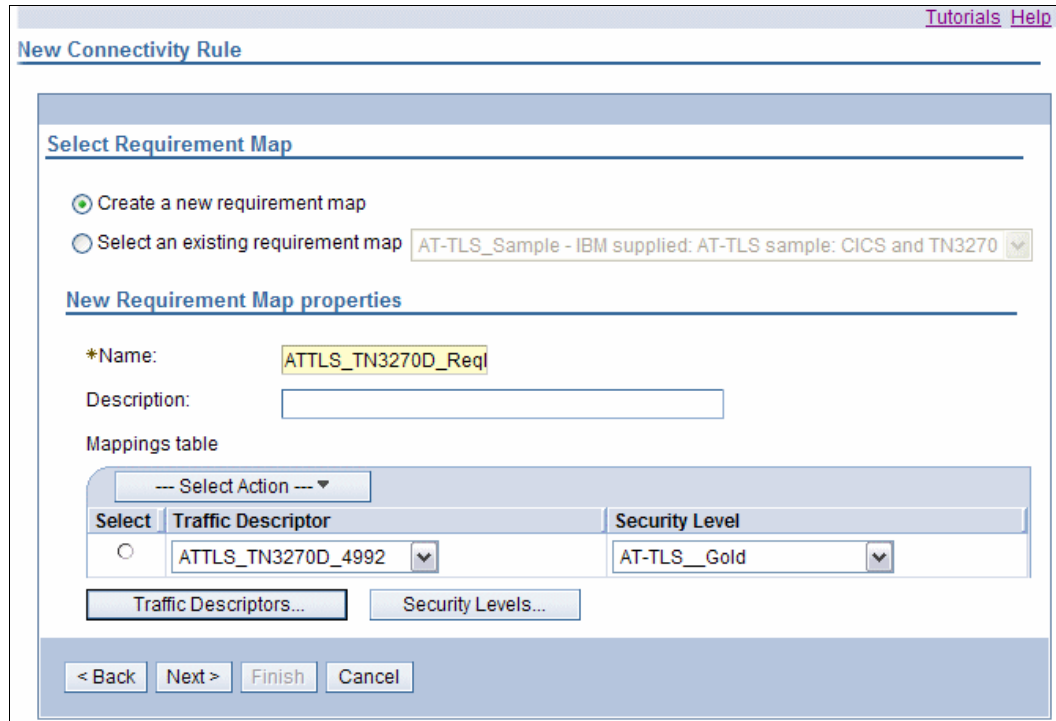 Tutorials Help
New Connectivity Rule
Select Requirement Map
Create a new requirement map
Select an existing requirement map AT-TLS_Sample - IBM supplied: AT-TLS sample: CICS and TN3270
New Requirement Map properties
*Name: ATTLS_TN3270D_Reql
Description:
Mappings table
--- Select Action ---
Select Traffic Descriptor Security Level
ATTLS_TN3270D_4992 AT-TLS__Gold
Traffic Descriptors... Security Levels...
< Back Next > Finish Cancel